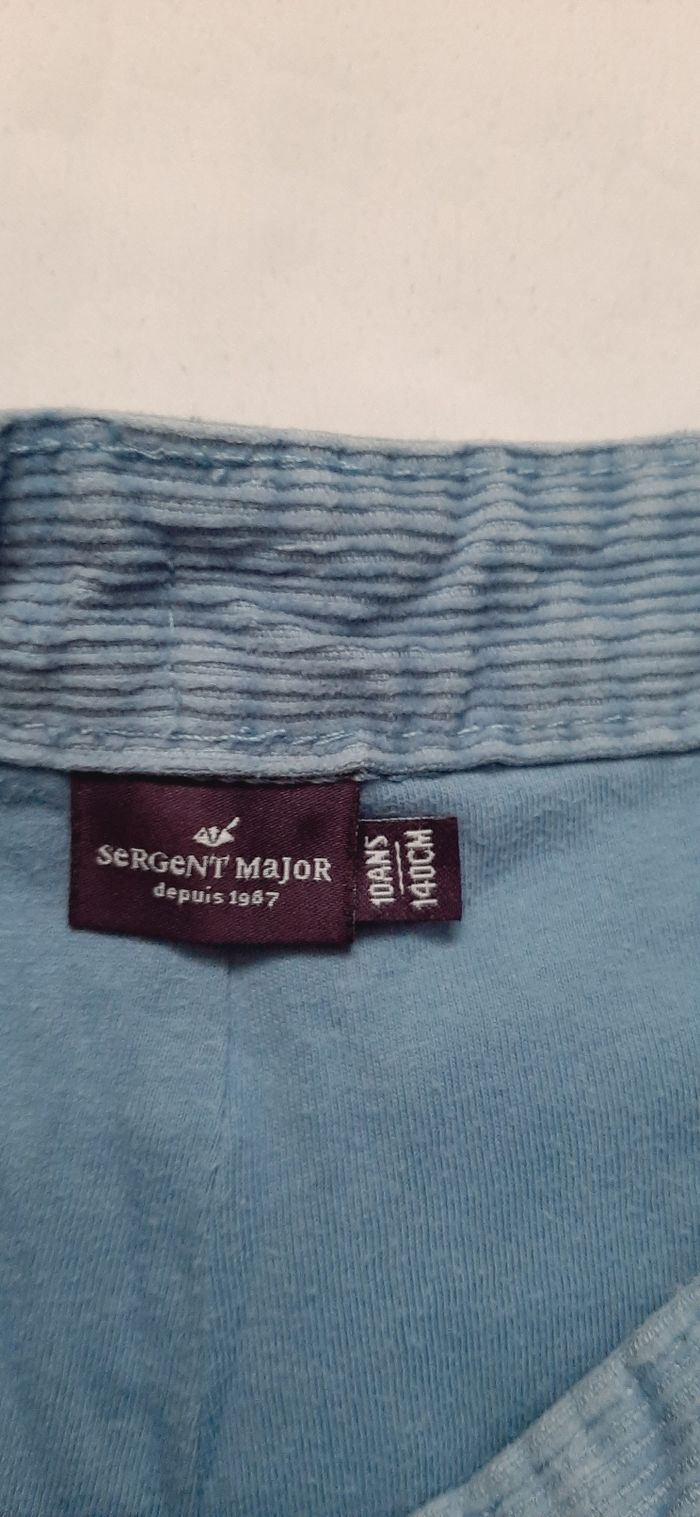 SeRGeNT MaJoR
depuis 1987
10ANS
140CM